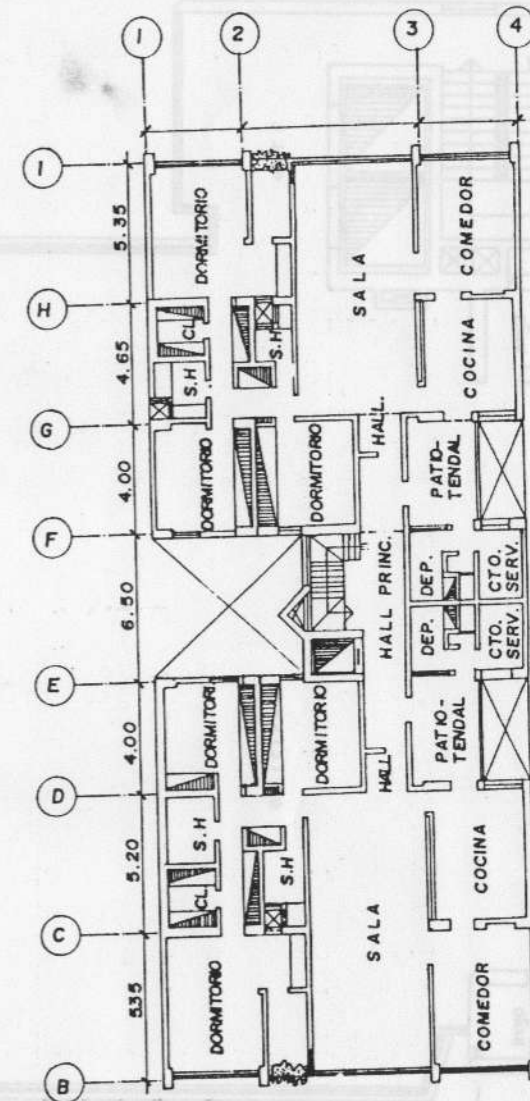 1
2
3
4
I
5.35
DORMITORIO
SALA
COMEDOR
H
CL.
S.H
4.65
S.H
COCINA
G
4.00
DORMITORIO
DORMITORIO
HALL.
PATIO-
TENDAL
F
6.50
HALL PRINC.
DEP.
CTO.
SERV.
DEP.
CTO.
SERV.
E
4.00
DORMITORI
DORMITORIO
HALL
PATIO-
TENDAL
D
5.20
S.H
CL.
S.H
COCINA
C
SALA
535
DORMITORIO
COMEDOR
B